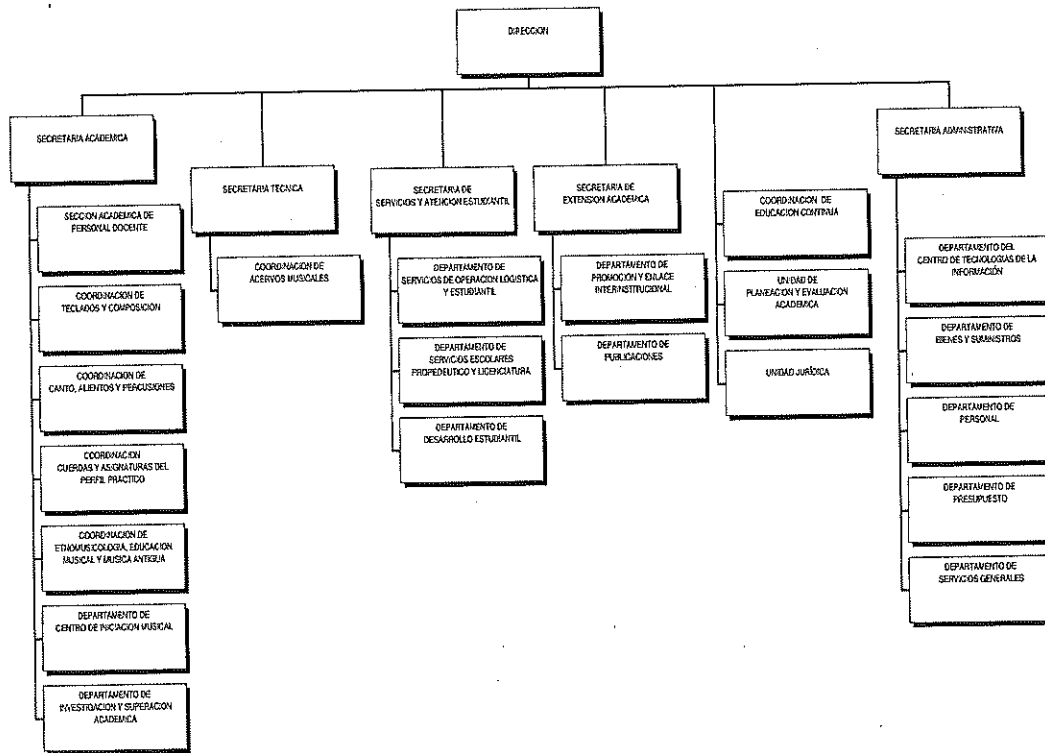 DIRECCION
SECRETARIA ACADEMICA
SECCION ACADEMICA DE
PERSONAL DOCENTE
COORDINACION DE
TECLADOS Y COMPOSICION
COORDINACION DE
CANTO, ALIENTOS Y PERCUSIONES
COORDINACION
CUERDAS Y ASIGNATURAS DEL
PERFIL PRACTICO
COORDINACION DE
ETNOMUSICOLOGIA, EDUCACION
MUSICAL Y MUSICA ANTIGUA
DEPARTAMENTO DE
CENTRO DE INICIACION MUSICAL
DEPARTAMENTO DE
INVESTIGACION Y SUPERACION
ACADEMICA
SECRETARIA TECNICA
COORDINACION DE
ACERVOS MUSICALES
SECRETARIA DE
SERVICIOS Y ATENCION ESTUDIANTIL
DEPARTAMENTO DE
SERVICIOS DE OPERACION LOGISTICA
Y ESTUDIANTIL
DEPARTAMENTO DE
SERVICIOS ESCOLARES
PROPEDEUTICO Y LICENCIATURA
DEPARTAMENTO DE
DESARROLLO ESTUDIANTIL
SECRETARIA DE
EXTENSION ACADEMICA
DEPARTAMENTO DE
PROMOCION Y ENLACE
INTERINSTITUCIONAL
DEPARTAMENTO DE
PUBLICACIONES
COORDINACION DE
EDUCACION CONTINUA
UNIDAD DE
PLANEACION Y EVALUACION
ACADEMICA
UNIDAD JURÍDICA
SECRETARIA ADMINISTRATIVA
DEPARTAMENTO DEL
CENTRO DE TECNOLOGIAS DE LA
INFORMACIÓN
DEPARTAMENTO DE
BIENES Y SUMINISTROS
DEPARTAMENTO DE
PERSONAL
DEPARTAMENTO DE
PRESUPUESTO
DEPARTAMENTO DE
SERVICIOS GENERALES